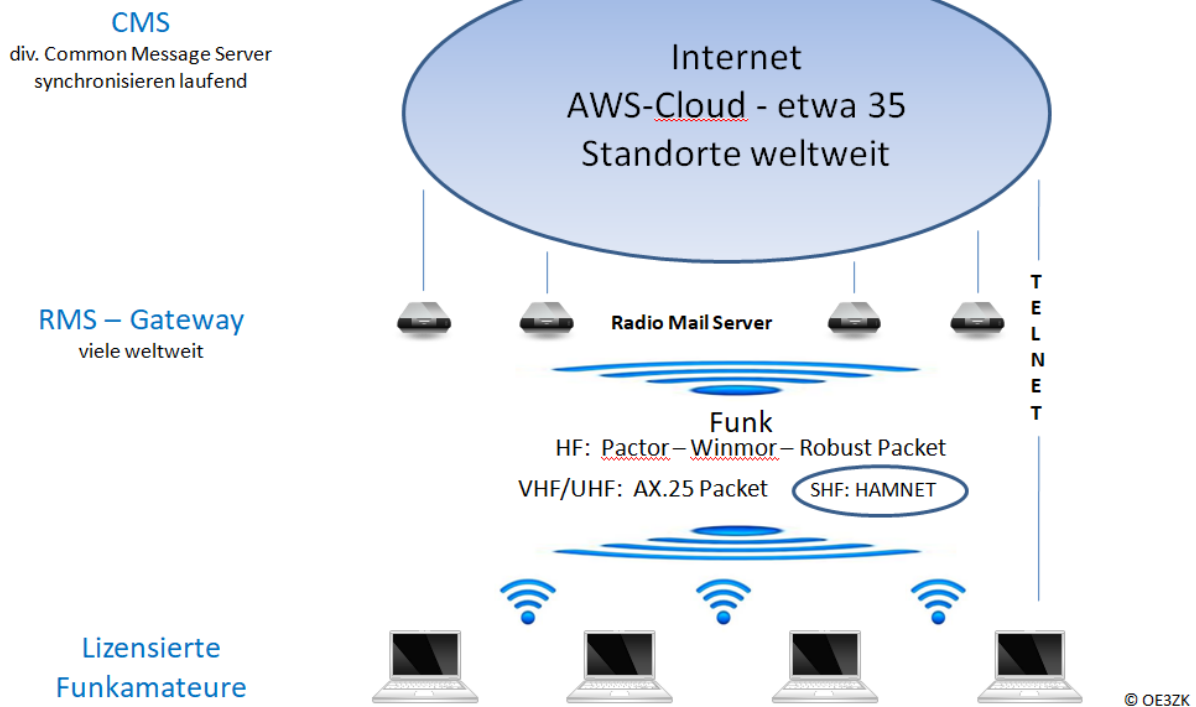 CMS
div. Common Message Server
synchronisieren laufend
Internet
AWS-Cloud - etwa 35
Standorte weltweit
RMS – Gateway
viele weltweit
Radio Mail Server
T
E
L
N
E
T
Funk
HF: Pactor – Winmor – Robust Packet
VHF/UHF: AX.25 Packet
SHF: HAMNET
Lizensierte
Funkamateure
© OE3ZK